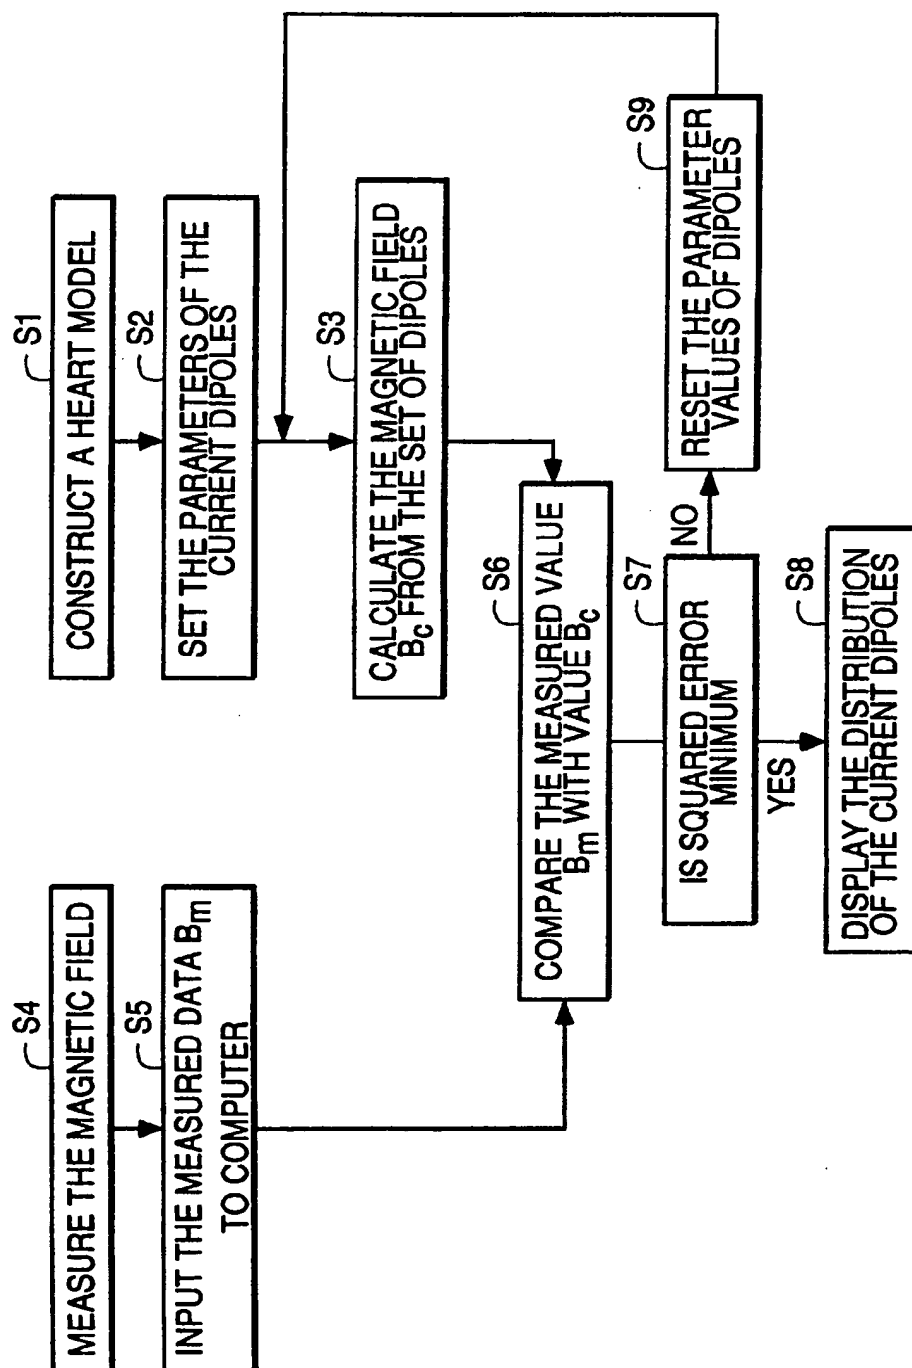 S4
MEASURE THE MAGNETIC FIELD
S5
INPUT THE MEASURED DATA Bm
TO COMPUTER
S1
CONSTRUCT A HEART MODEL
S2
SET THE PARAMETERS OF THE
CURRENT DIPOLES
S3
CALCULATE THE MAGNETIC FIELD
Bc FROM THE SET OF DIPOLES
S6
COMPARE THE MEASURED VALUE
Bm WITH VALUE Bc
S7
IS SQUARED ERROR
MINIMUM
NO
YES
S9
RESET THE PARAMETER
VALUES OF DIPOLES
S8
DISPLAY THE DISTRIBUTION
OF THE CURRENT DIPOLES